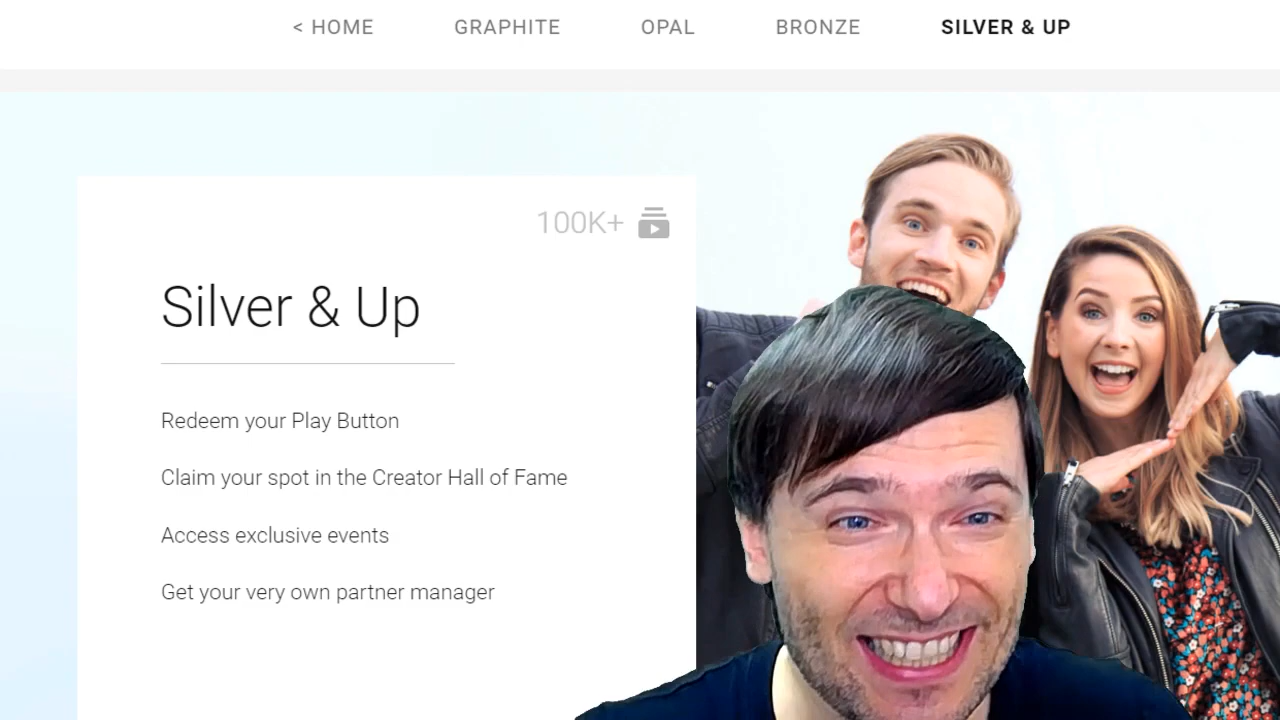 < HOME
GRAPHITE
OPAL
BRONZE
SILVER & UP
100K+
Silver & Up
Redeem your Play Button
Claim your spot in the Creator Hall of Fame
Access exclusive events
Get your very own partner manager